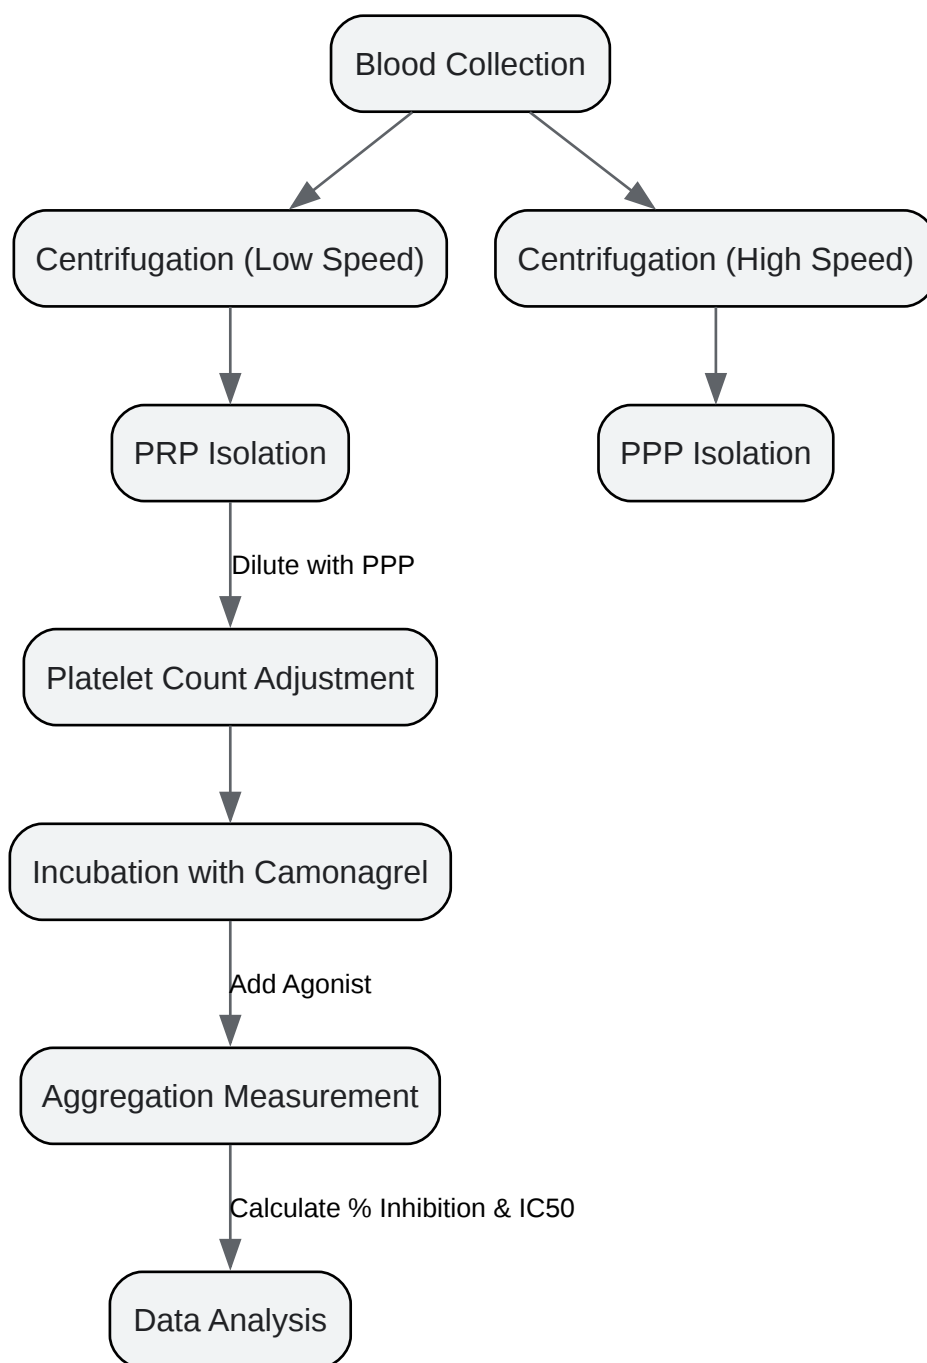 Blood Collection
Centrifugation (Low Speed)
Centrifugation (High Speed)
PRP Isolation
PPP Isolation
Dilute with PPP
Platelet Count Adjustment
Incubation with Camonagrel
Add Agonist
Aggregation Measurement
Calculate % Inhibition & IC50
Data Analysis